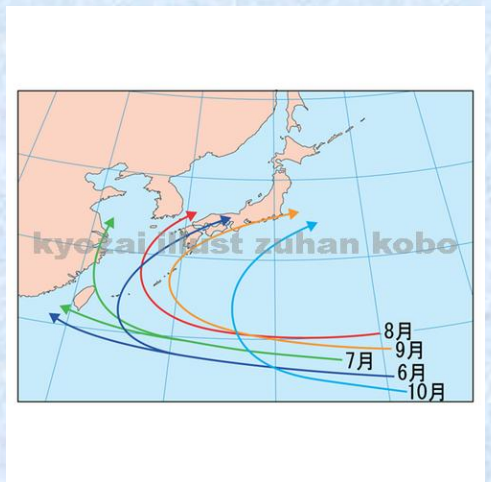 kyozai illust zuhan kobo
8月
9月
7月
6月
10月